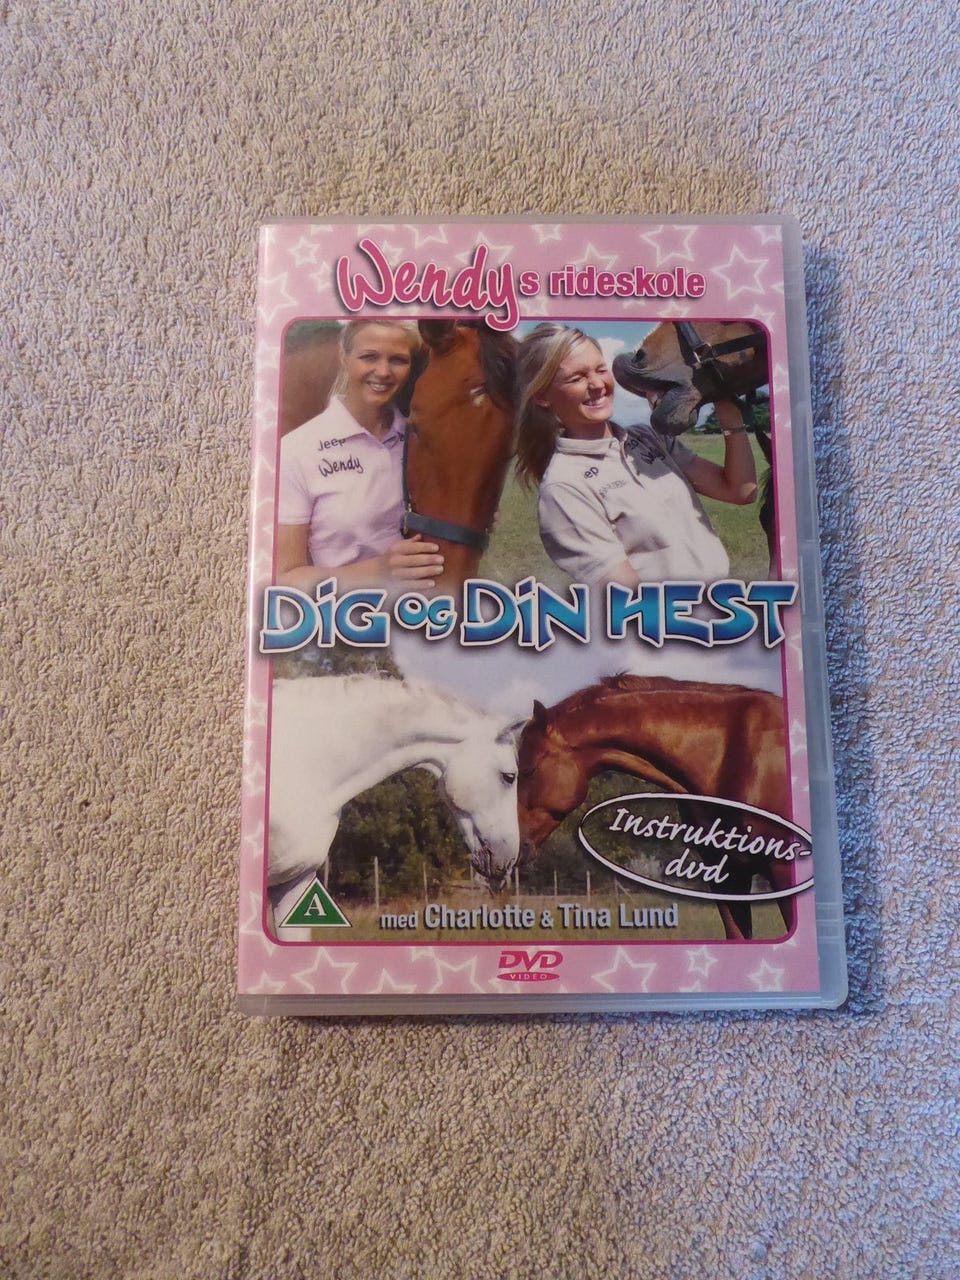 Wendys rideskole
Jeep
Wendy
DiG og DiN HEST
Instruktions-
dvd
A
med Charlotte & Tina Lund
DVD
VIDEO